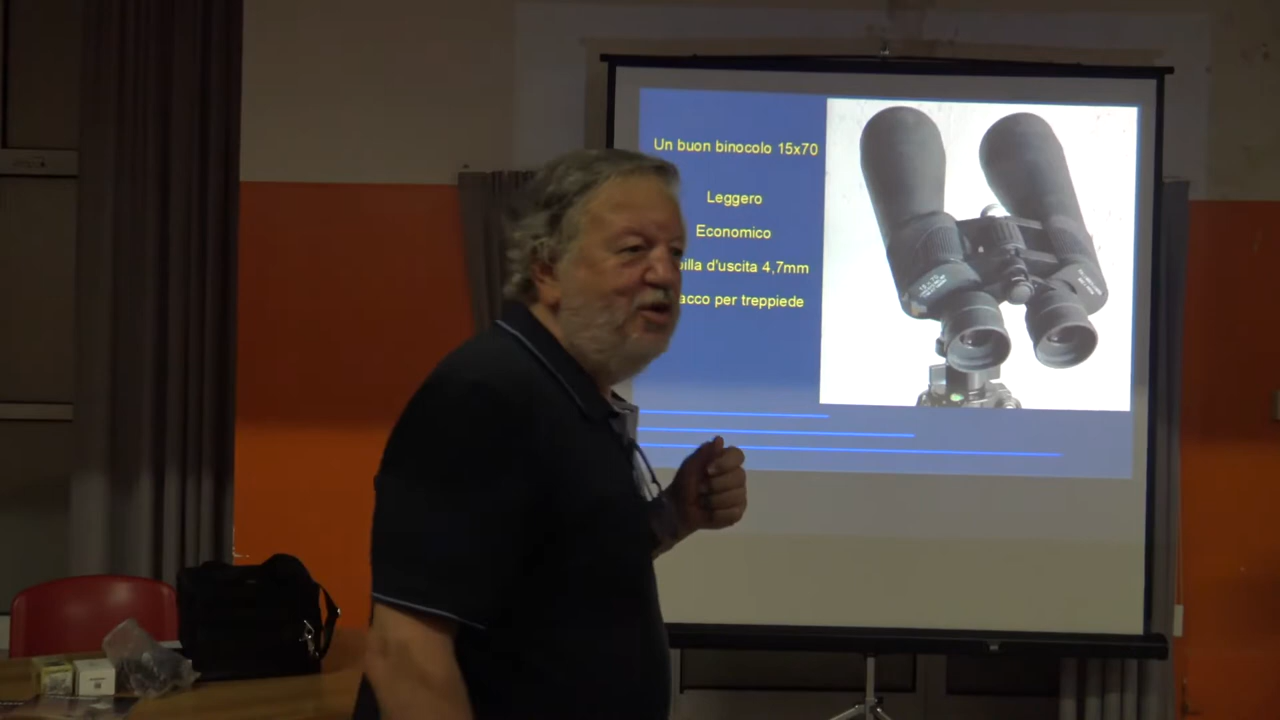 Un buon binocolo 15x70
Leggero
Economico
pilla d'uscita 4,7mm
acco per treppiede